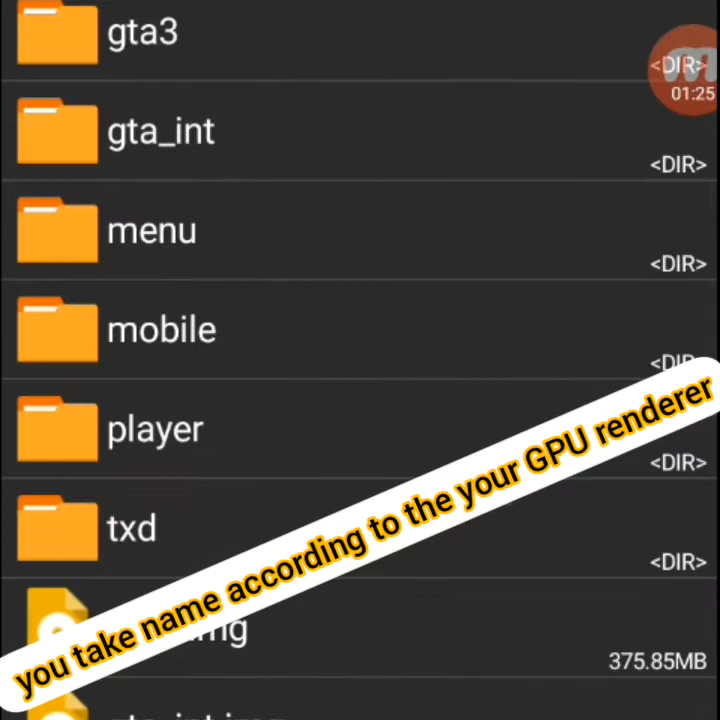 gta3
<DIR>
01:25
gta_int
<DIR>
menu
<DIR>
mobile
player
<DIR>
txd
<DIR>
you take name according to the your GPU renderer
375.85MB